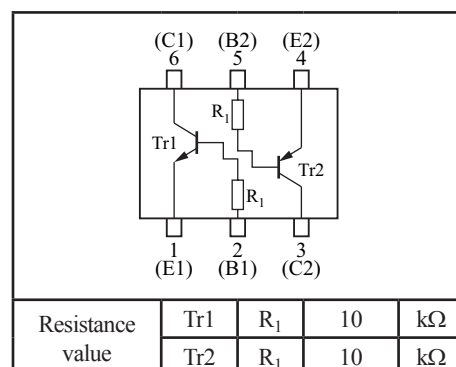 (C1) (B2) (E2)
6 5 4
R1
Tr1
Tr2
R1
1 2 3
(E1) (B1) (C2)
Resistance value Tr1 R1 10 kΩ
Tr2 R1 10 kΩ